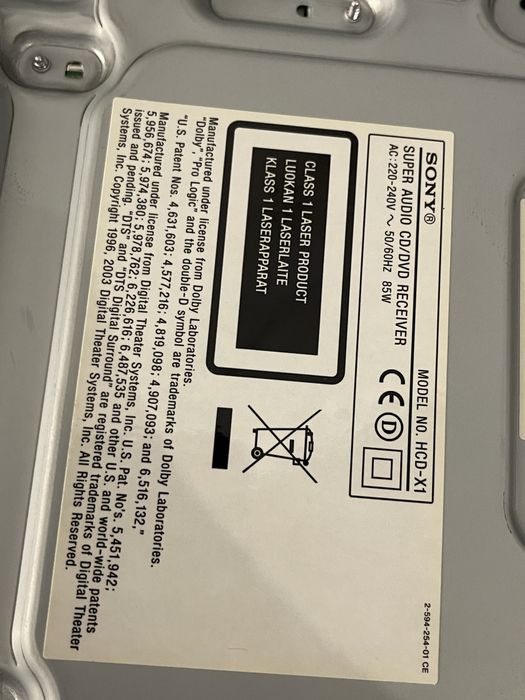 SONY®
MODEL NO. HCD-X1
SUPER AUDIO CD/DVD RECEIVER
AC:220-240V ~ 50/60HZ 85W
CE D
CLASS 1 LASER PRODUCT
LUOKAN 1 LASERLAITE
KLASS 1 LASERAPPARAT
Manufactured under license from Dolby Laboratories.
"Dolby", "Pro Logic" and the double-D symbol are trademarks of Dolby Laboratories.
"U.S. Patent Nos. 4,631,603; 4,577,216; 4,819,098; 4,907,093; and 6,516,132,"
Manufactured under license from Digital Theater Systems, Inc. U.S. Pat. No's. 5,451,942;
5,956,674; 5,974,380; 5,978,762; 6,226,616; 6,487,535 and other U.S. and world-wide patents
issued and pending. "DTS" and "DTS Digital Surround" are registered trademarks of Digital Theater
Systems, Inc. Copyright 1996, 2003 Digital Theater Systems, Inc. All Rights Reserved.
2-594-254-01 CE